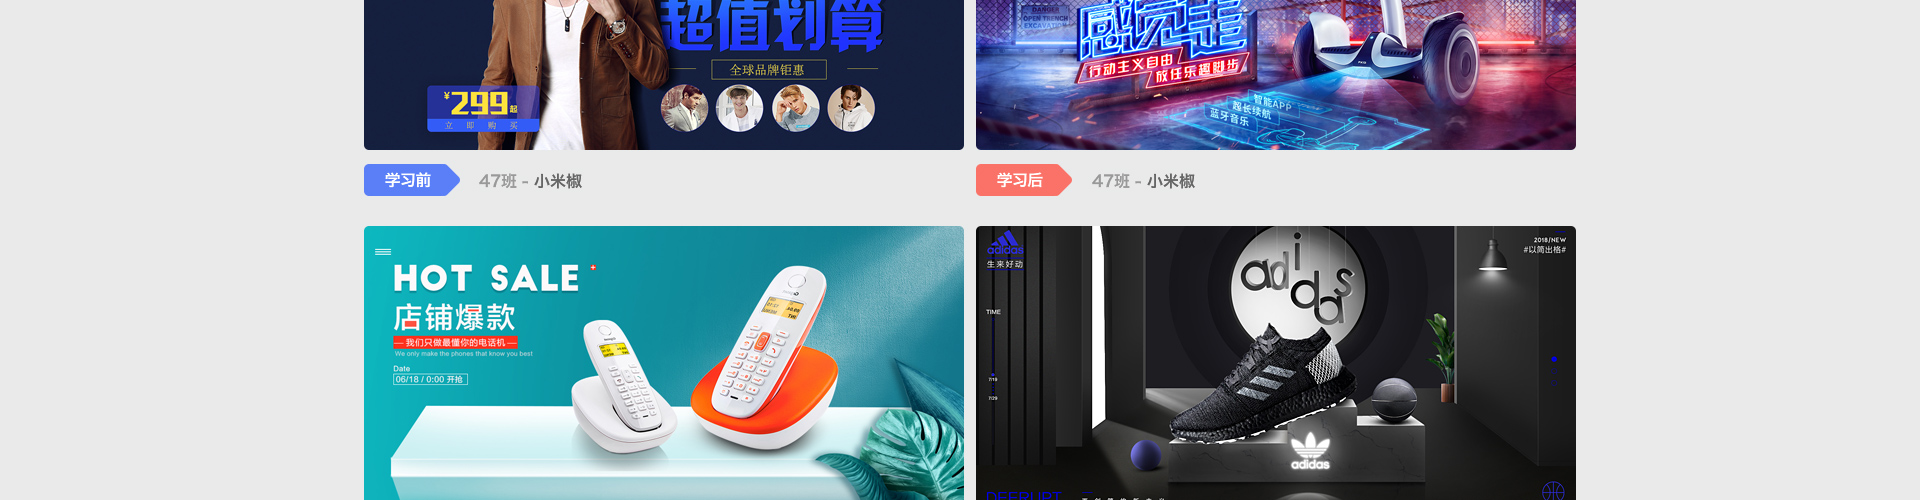 超值划算
全球品牌钜惠
¥299起
立即购买
DANGER
OPEN TRENCH
EXCAVATION
感觉走
行动主义自由
放任乐趣脚步
智能APP
超长续航
蓝牙音乐
学习前
47班 - 小米椒
学习后
47班 - 小米椒
HOT SALE
店铺爆款
我们只做最懂你的电话机
We only make the phones that know you best
Date
06/18 / 0:00 开抢
adidas
生来好动
2018/NEW
#以简出格#
adidas
TIME
7/19
7/29
adidas